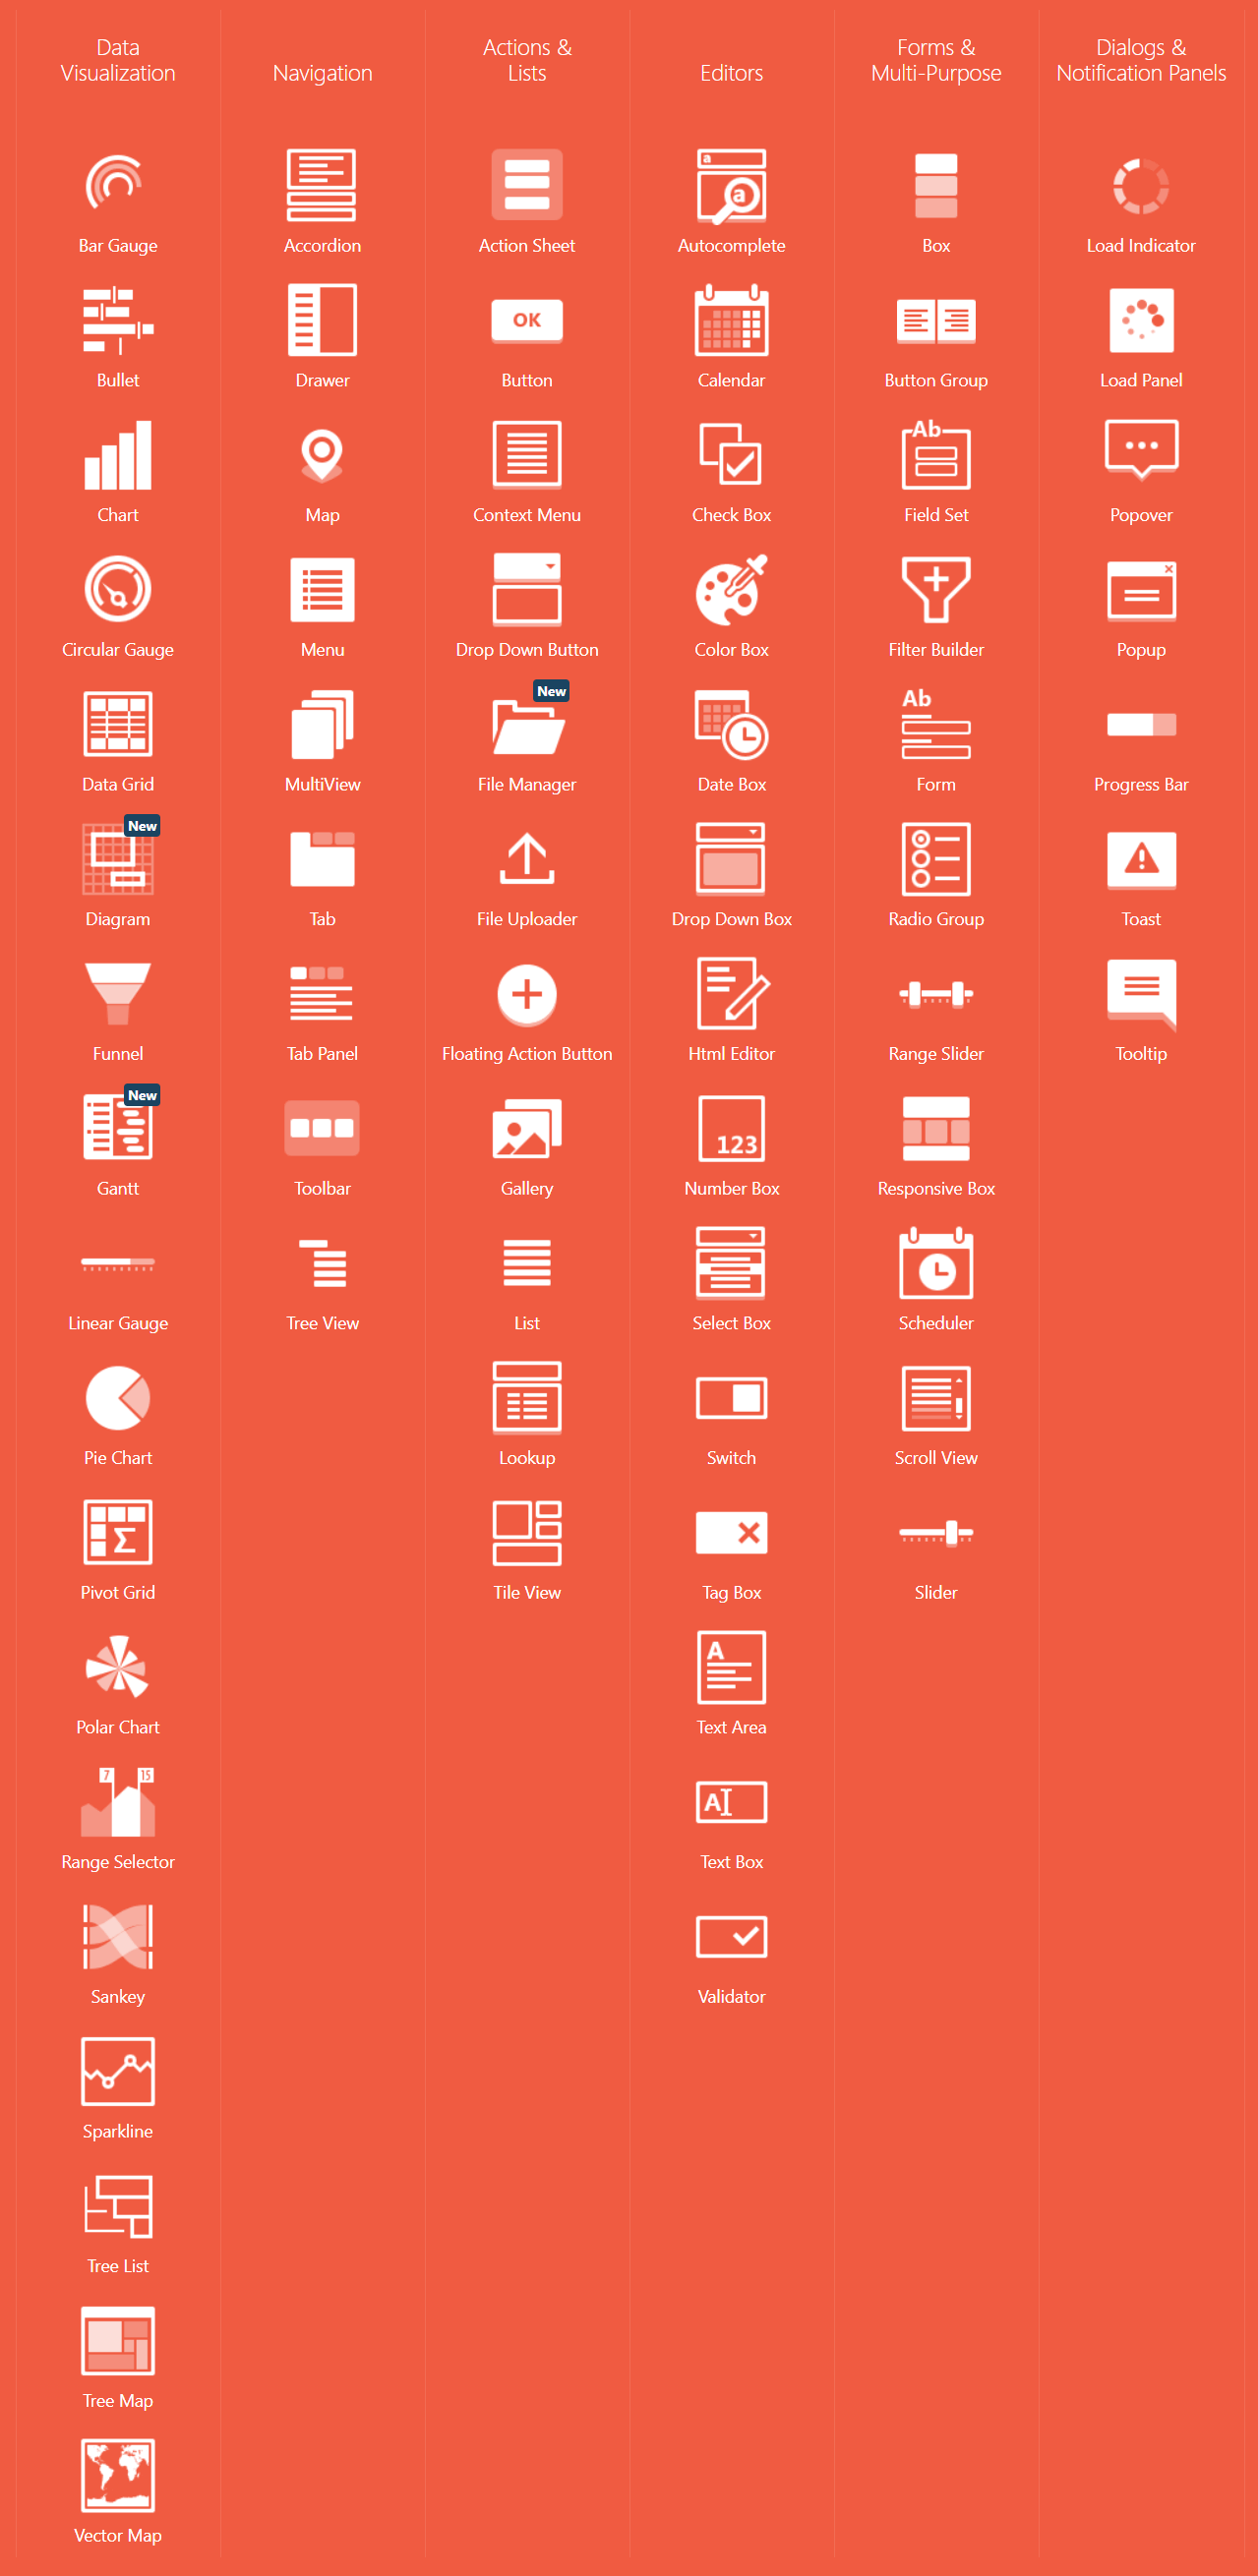 Data
Visualization
Bar Gauge
Bullet
Chart
Circular Gauge
Data Grid
New
Diagram
Funnel
New
Gantt
Linear Gauge
Pie Chart
Σ
Pivot Grid
Polar Chart
7 15
Range Selector
Sankey
Sparkline
Tree List
Tree Map
Vector Map
Navigation
Accordion
Drawer
Map
Menu
MultiView
Tab
Tab Panel
Toolbar
Tree View
Actions &
Lists
Action Sheet
OK
Button
Context Menu
Drop Down Button
New
File Manager
File Uploader
Floating Action Button
Gallery
List
Lookup
Tile View
Editors
a
a
Autocomplete
Calendar
Check Box
Color Box
Date Box
Drop Down Box
Html Editor
123
Number Box
Select Box
Switch
Tag Box
A
Text Area
A
Text Box
Validator
Forms &
Multi-Purpose
Box
Button Group
Ab
Field Set
Filter Builder
Ab
Form
Radio Group
Range Slider
Responsive Box
Scheduler
Scroll View
Slider
Dialogs &
Notification Panels
Load Indicator
Load Panel
Popover
Popup
Progress Bar
Toast
Tooltip